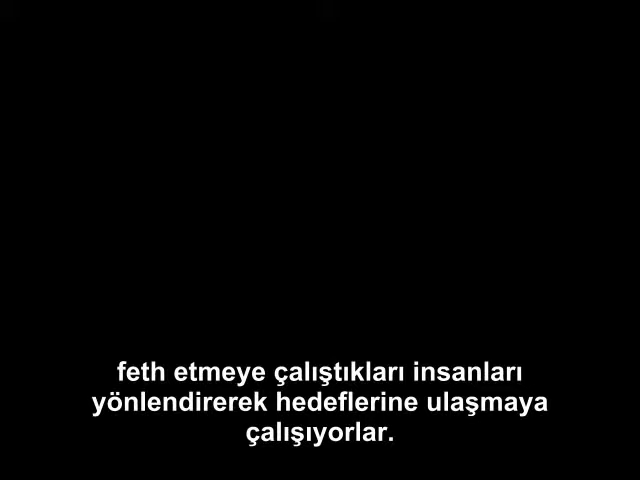 feth etmeye çalıştıkları insanları
yönlendirerek hedeflerine ulaşmaya
çalışıyorlar.